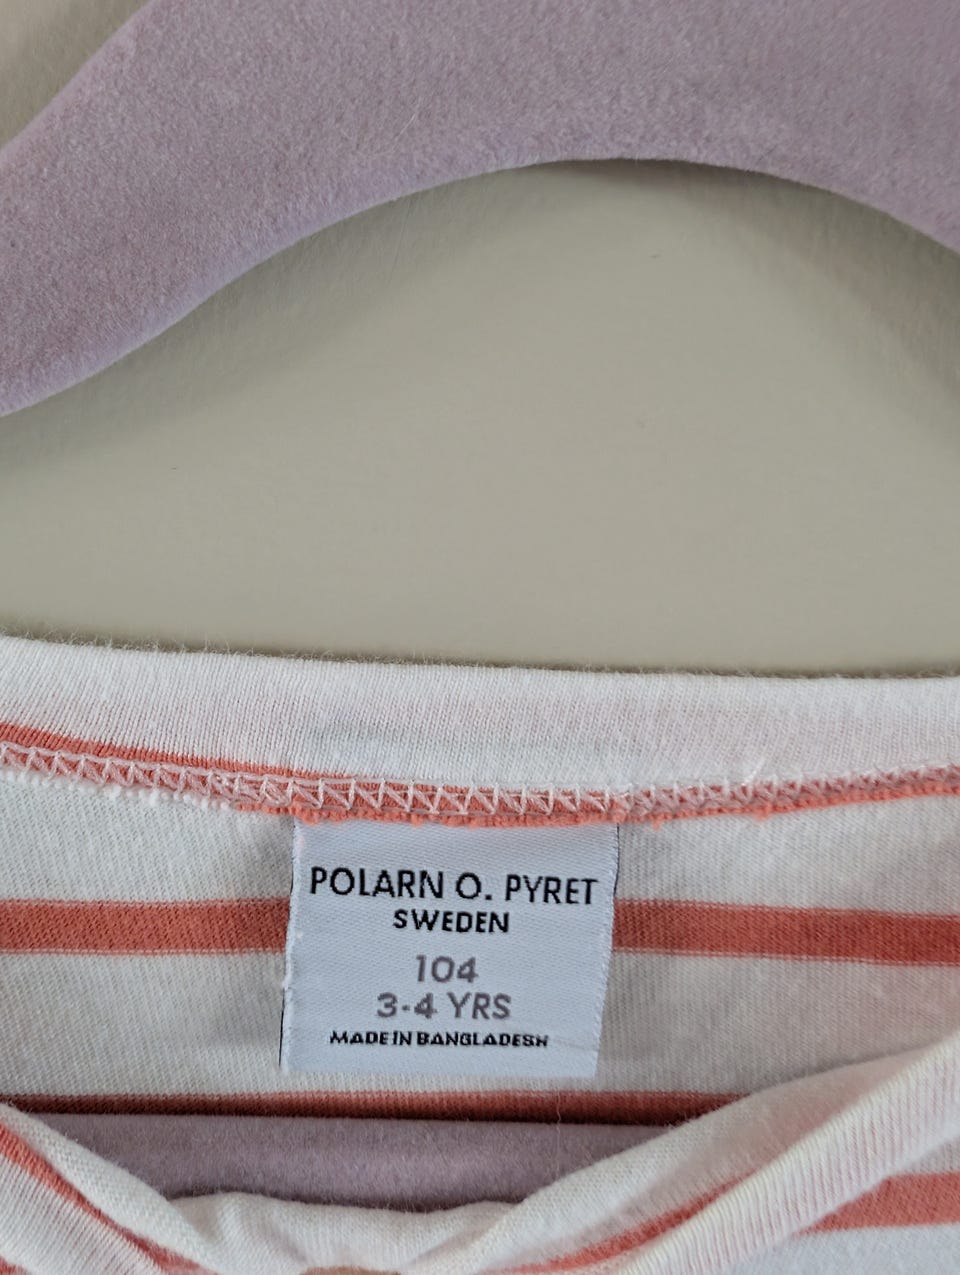 POLARN O. PYRET
SWEDEN
104
3-4 YRS
MADE IN BANGLADESH